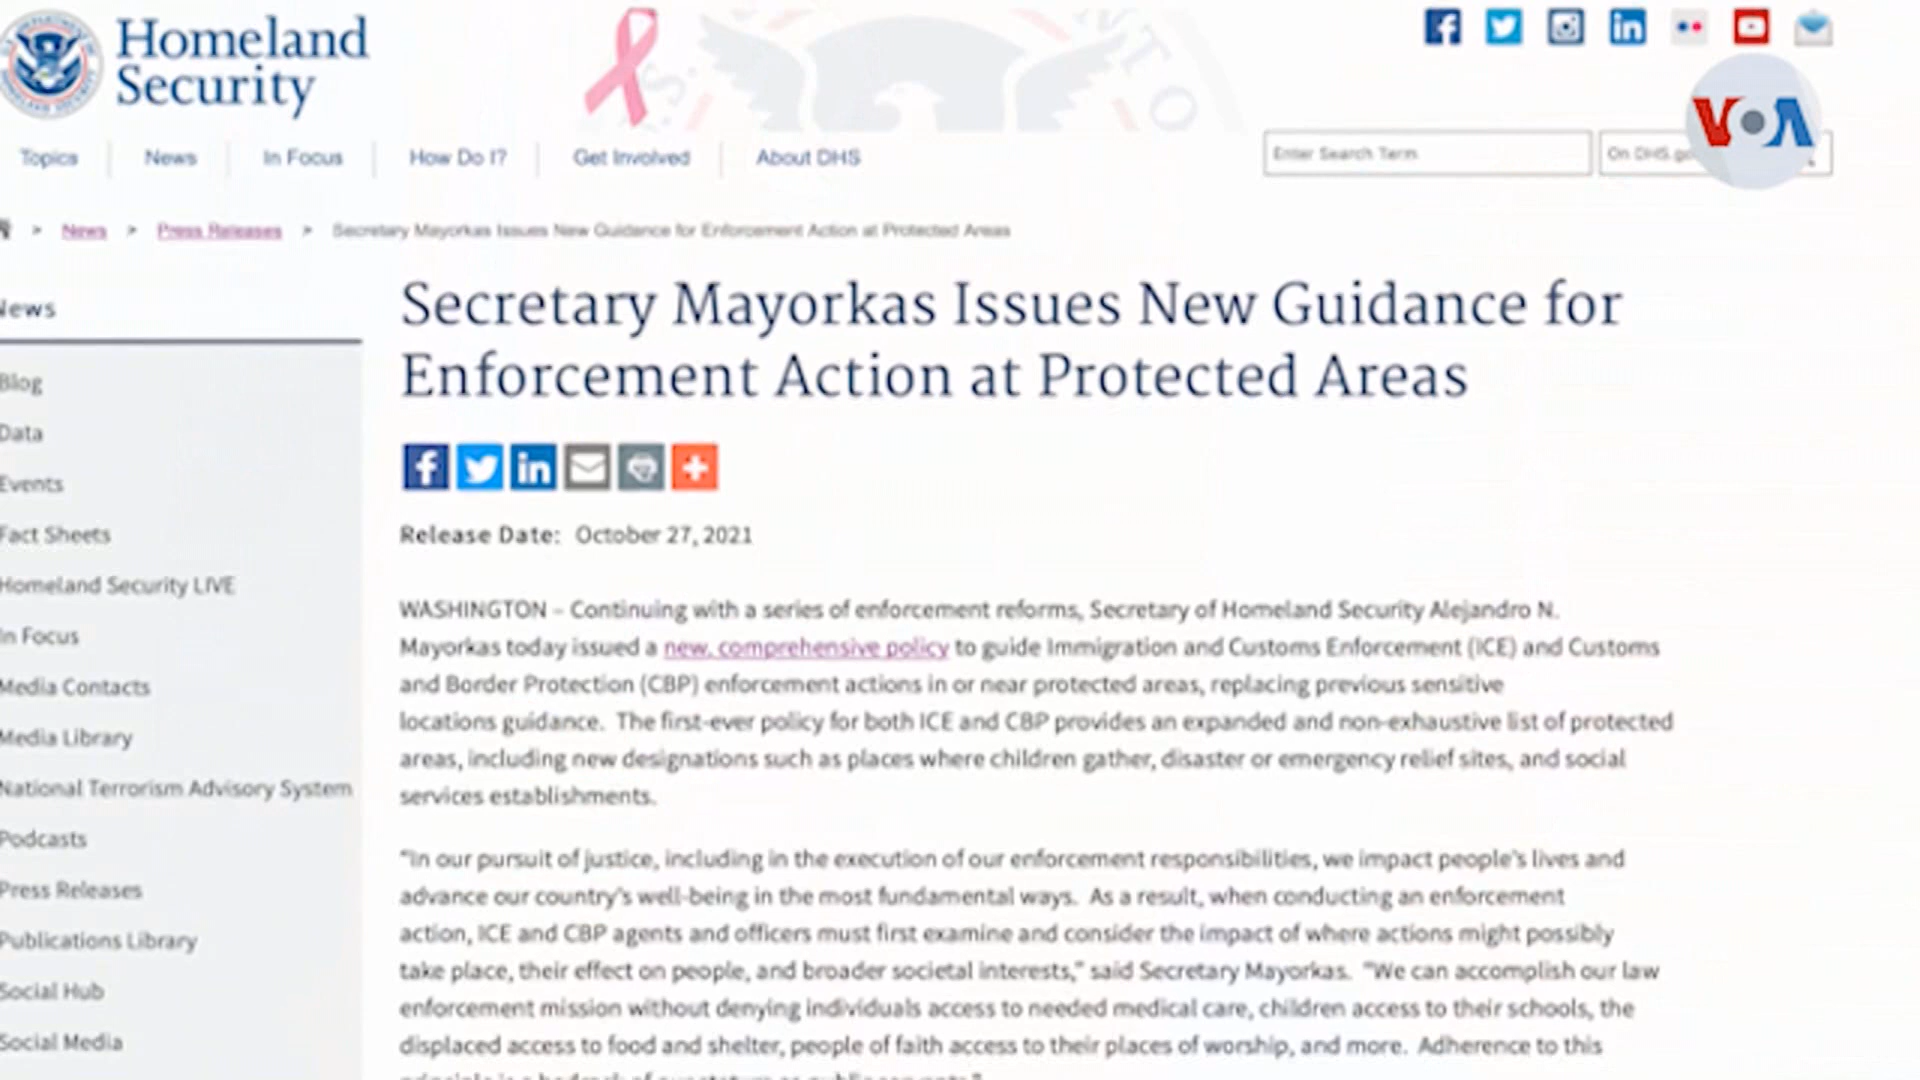 Homeland
Security
VOA
Topics News In Focus How Do I? Get Involved About DHS
Enter Search Term On DHS.go
> News > Press Releases > Secretary Mayorkas Issues New Guidance for Enforcement Action at Protected Areas
News
Secretary Mayorkas Issues New Guidance for
Enforcement Action at Protected Areas
Blog
Data
Events
Fact Sheets
Homeland Security LIVE
In Focus
Media Contacts
Media Library
National Terrorism Advisory System
Podcasts
Press Releases
Publications Library
Social Hub
Social Media
Release Date: October 27, 2021
WASHINGTON – Continuing with a series of enforcement reforms, Secretary of Homeland Security Alejandro N.
Mayorkas today issued a new, comprehensive policy to guide Immigration and Customs Enforcement (ICE) and Customs
and Border Protection (CBP) enforcement actions in or near protected areas, replacing previous sensitive
locations guidance. The first-ever policy for both ICE and CBP provides an expanded and non-exhaustive list of protected
areas, including new designations such as places where children gather, disaster or emergency relief sites, and social
services establishments.
“In our pursuit of justice, including in the execution of our enforcement responsibilities, we impact people's lives and
advance our country's well-being in the most fundamental ways. As a result, when conducting an enforcement
action, ICE and CBP agents and officers must first examine and consider the impact of where actions might possibly
take place, their effect on people, and broader societal interests,” said Secretary Mayorkas. “We can accomplish our law
enforcement mission without denying individuals access to needed medical care, children access to their schools, the
displaced access to food and shelter, people of faith access to their places of worship, and more. Adherence to this